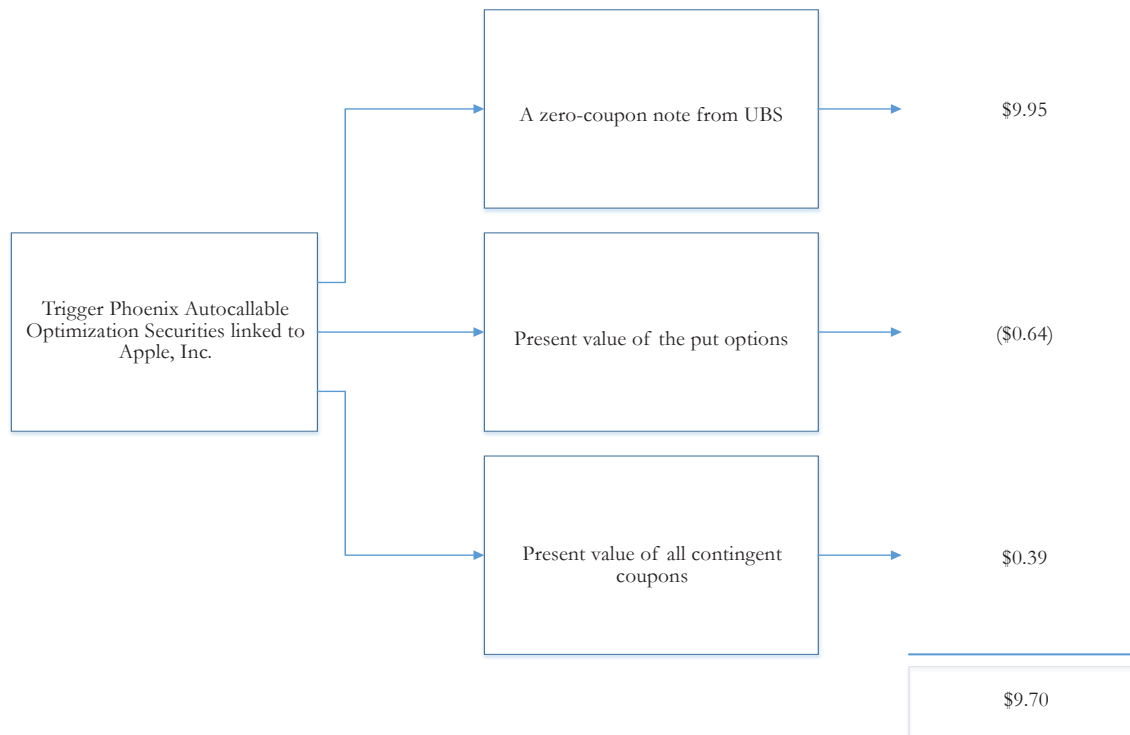 A zero-coupon note from UBS
$9.95
Trigger Phoenix Autocallable
Optimization Securities linked to
Apple, Inc.
Present value of the put options
($0.64)
Present value of all contingent
coupons
$0.39
$9.70